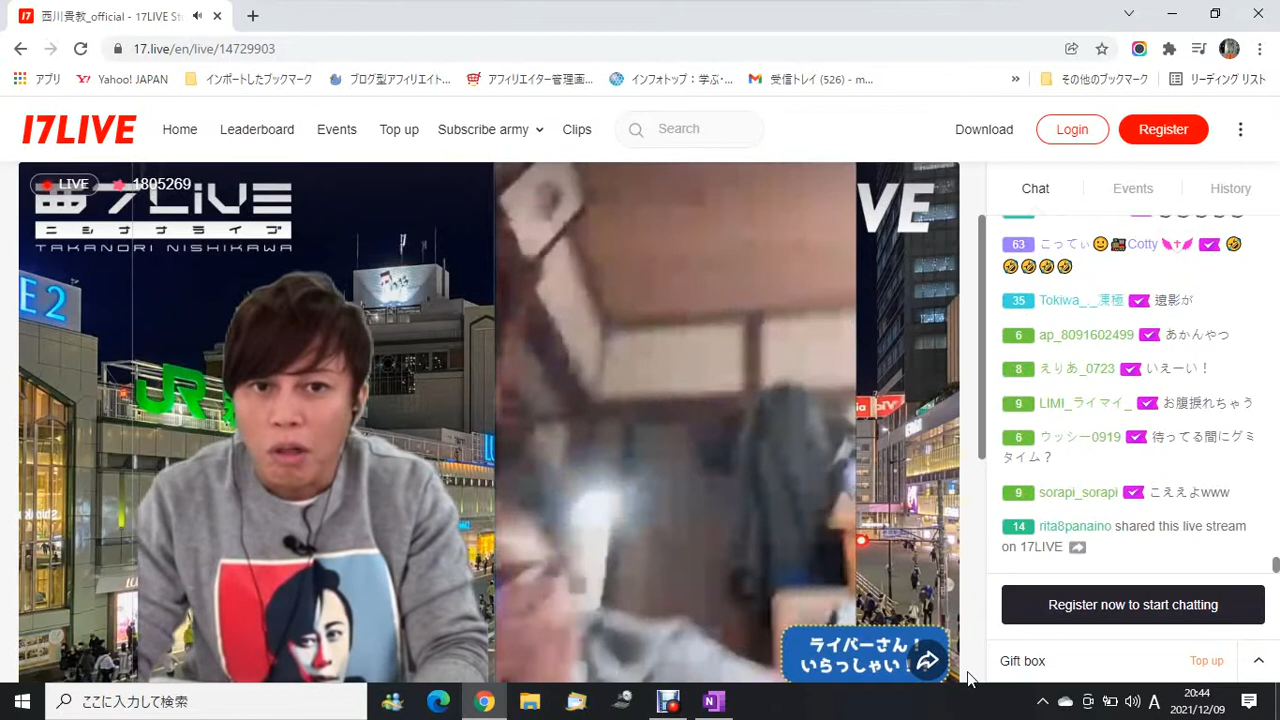 西川貴教_official - 17LIVE St
17.live/en/live/14729903
アプリ Yahoo! JAPAN インポートしたブックマーク ブログ型アフィリエイト... アフィリエイター管理画... インフォトップ：学ぶ・... 受信トレイ (526) - m... » その他のブックマーク リーディング リスト
17LIVE Home Leaderboard Events Top up Subscribe army Clips Search Download Login Register
LIVE 1805269
西7LiVE
ニシナナライブ
TAKANORI NISHIKAWA
VE
E 2
JR
ライバーさん！
いらっしゃい！
Chat Events History
63 こってぃ🙂🚂Cotty 🤣
🤣🤣🤣🤣
35 Tokiwa_._凛極 遠影が
6 ap_8091602499 あかんやつ
8 えりあ_0723 いえーい！
9 LIMI_ライマイ_ お腹捩れちゃう
6 ウッシー0919 待ってる間にグミ
タイム？
9 sorapi_sorapi こええよwww
14 rita8panaino shared this live stream
on 17LIVE
Register now to start chatting
Gift box Top up
ここに入力して検索
A 20:44
2021/12/09